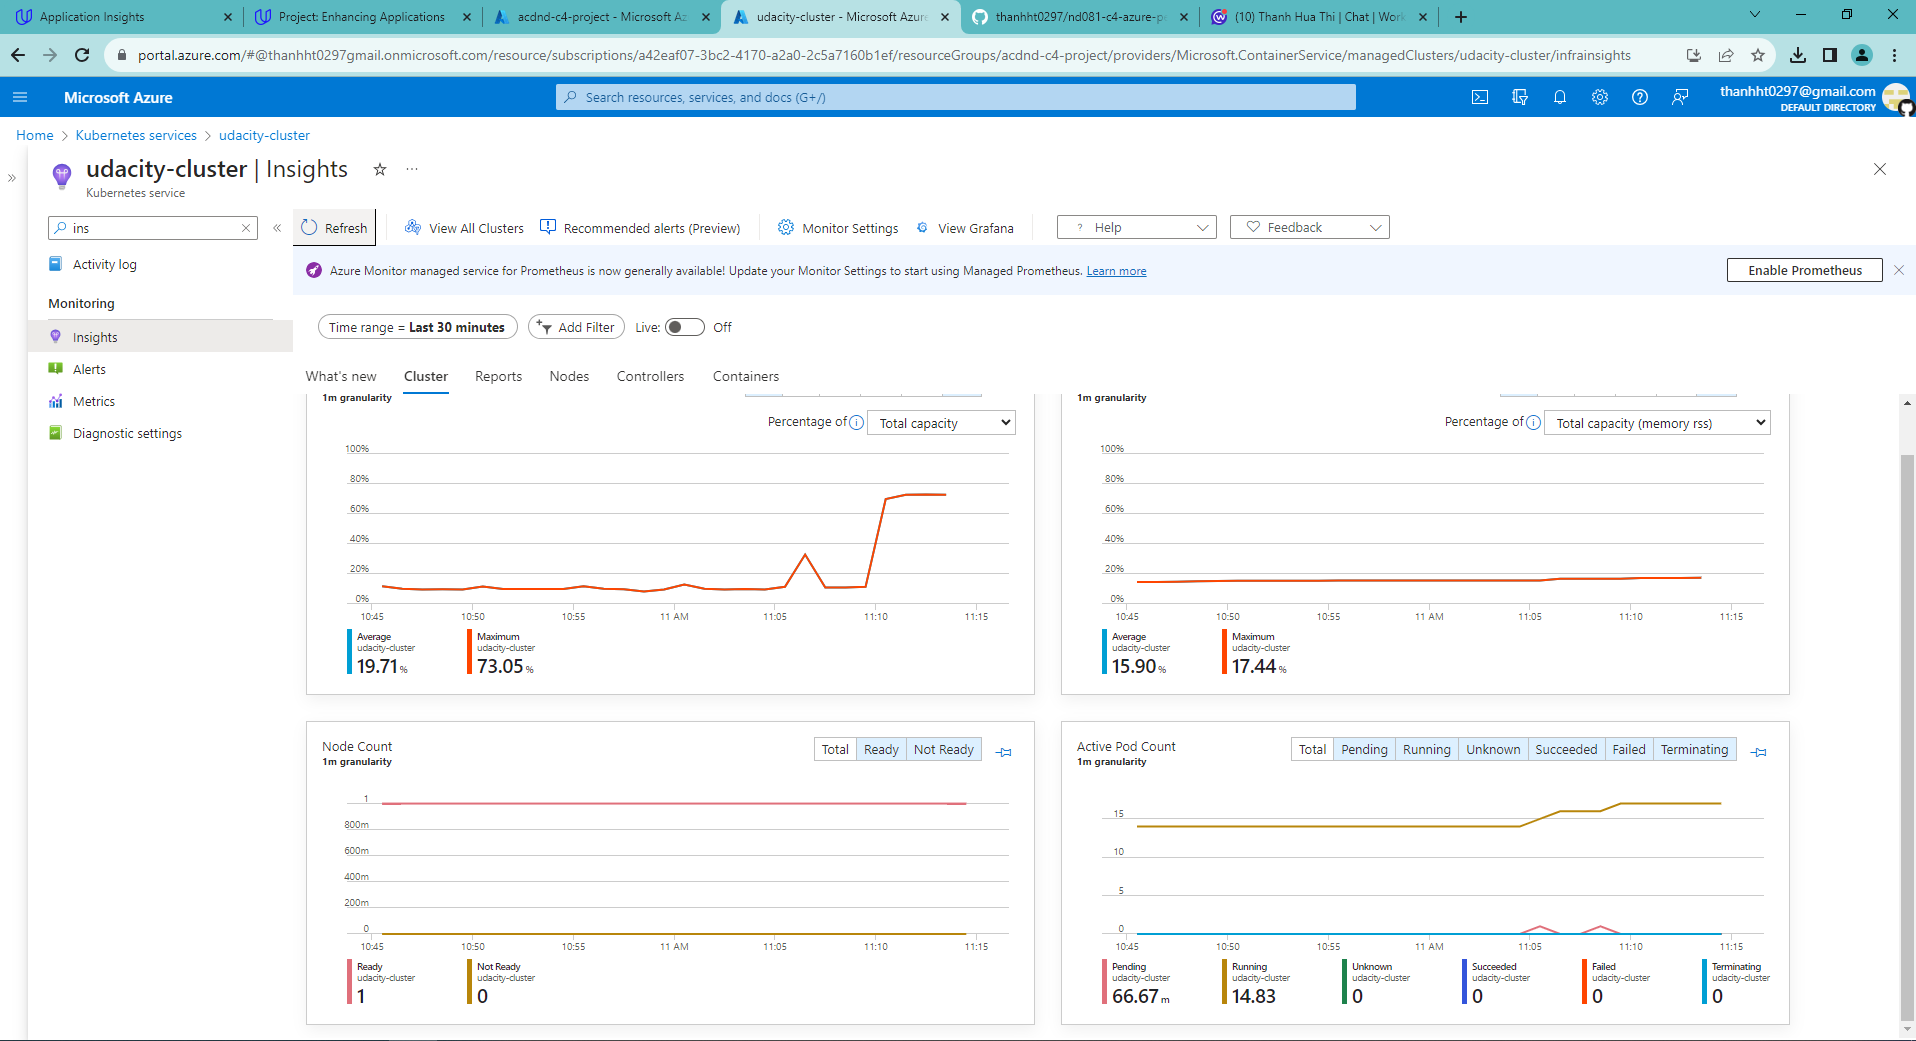 Application Insights
Project: Enhancing Applications
acdnd-c4-project - Microsoft Az
udacity-cluster - Microsoft Azure
thanhht0297/nd081-c4-azure-pe
(10) Thanh Hua Thi | Chat | Work
portal.azure.com/#@thanhht0297gmail.onmicrosoft.com/resource/subscriptions/a42eaf07-3bc2-4170-a2a0-2c5a7160b1ef/resourceGroups/acdnd-c4-project/providers/Microsoft.ContainerService/managedClusters/udacity-cluster/infrainsights
Microsoft Azure
Search resources, services, and docs (G+/)
thanhht0297@gmail.com
DEFAULT DIRECTORY
Home > Kubernetes services > udacity-cluster
udacity-cluster | Insights
Kubernetes service
ins
Activity log
Monitoring
Insights
Alerts
Metrics
Diagnostic settings
Refresh
View All Clusters
Recommended alerts (Preview)
Monitor Settings
View Grafana
? Help
Feedback
Azure Monitor managed service for Prometheus is now generally available! Update your Monitor Settings to start using Managed Prometheus. Learn more
Enable Prometheus
Time range = Last 30 minutes
Add Filter
Live: Off
What's new
Cluster
Reports
Nodes
Controllers
Containers
1m granularity
Percentage of Total capacity
100%
80%
60%
40%
20%
0%
10:45 10:50 10:55 11 AM 11:05 11:10 11:15
Average
udacity-cluster
19.71 %
Maximum
udacity-cluster
73.05 %
1m granularity
Percentage of Total capacity (memory rss)
100%
80%
60%
40%
20%
0%
10:45 10:50 10:55 11 AM 11:05 11:10 11:15
Average
udacity-cluster
15.90 %
Maximum
udacity-cluster
17.44 %
Node Count
1m granularity
Total Ready Not Ready
1
800m
600m
400m
200m
0
10:45 10:50 10:55 11 AM 11:05 11:10 11:15
Ready
udacity-cluster
1
Not Ready
udacity-cluster
0
Active Pod Count
1m granularity
Total Pending Running Unknown Succeeded Failed Terminating
15
10
5
0
10:45 10:50 10:55 11 AM 11:05 11:10 11:15
Pending
udacity-cluster
66.67 m
Running
udacity-cluster
14.83
Unknown
udacity-cluster
0
Succeeded
udacity-cluster
0
Failed
udacity-cluster
0
Terminating
udacity-cluster
0